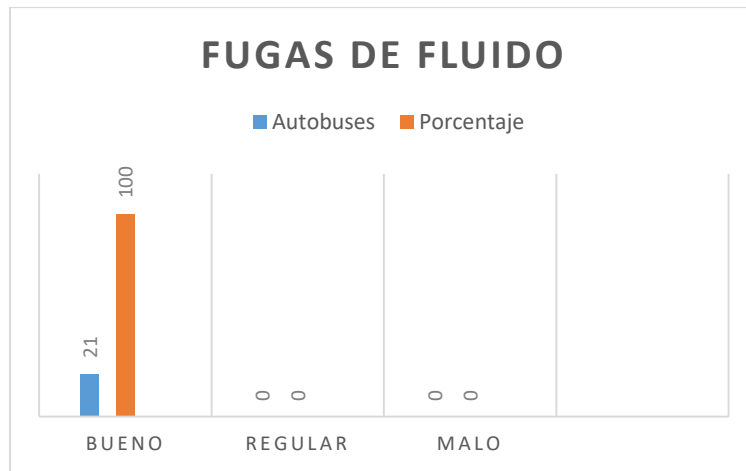 FUGAS DE FLUIDO
Autobuses Porcentaje
21 100 0 0 0 0
BUENO REGULAR MALO